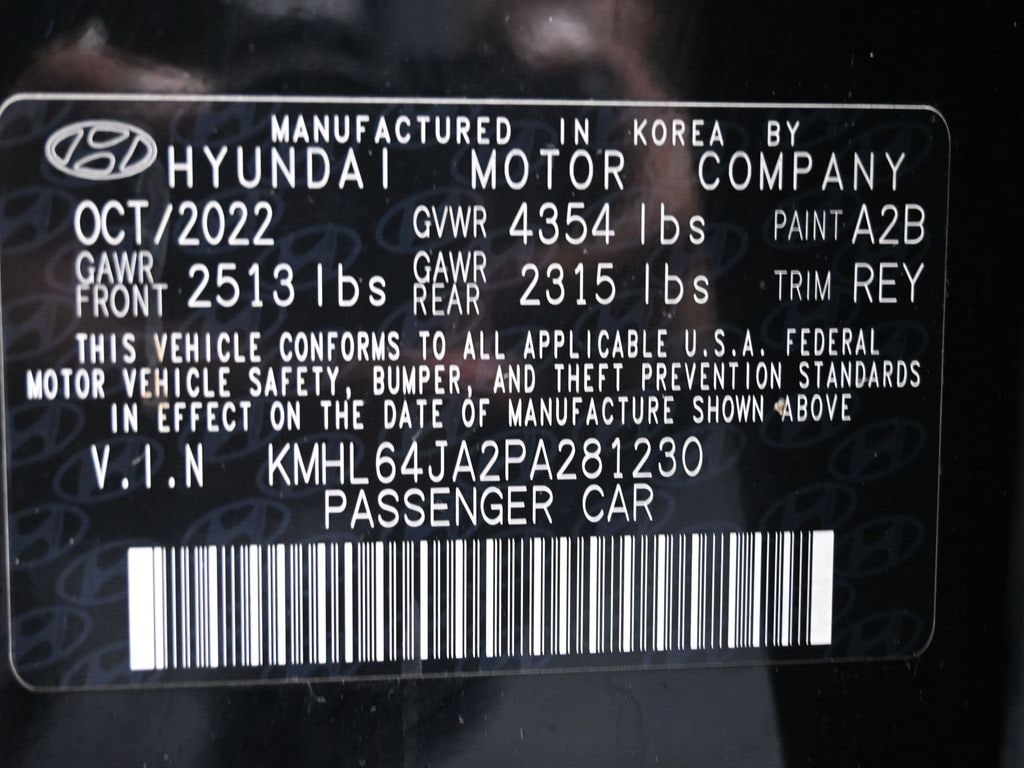 MANUFACTURED IN KOREA BY
HYUNDAI MOTOR COMPANY
OCT/2022 GVWR 4354 lbs PAINT A2B
GAWR FRONT 2513 lbs GAWR REAR 2315 lbs TRIM REY
THIS VEHICLE CONFORMS TO ALL APPLICABLE U.S.A. FEDERAL
MOTOR VEHICLE SAFETY, BUMPER, AND THEFT PREVENTION STANDARDS
IN EFFECT ON THE DATE OF MANUFACTURE SHOWN ABOVE
V.I.N KMHL64JA2PA281230
PASSENGER CAR